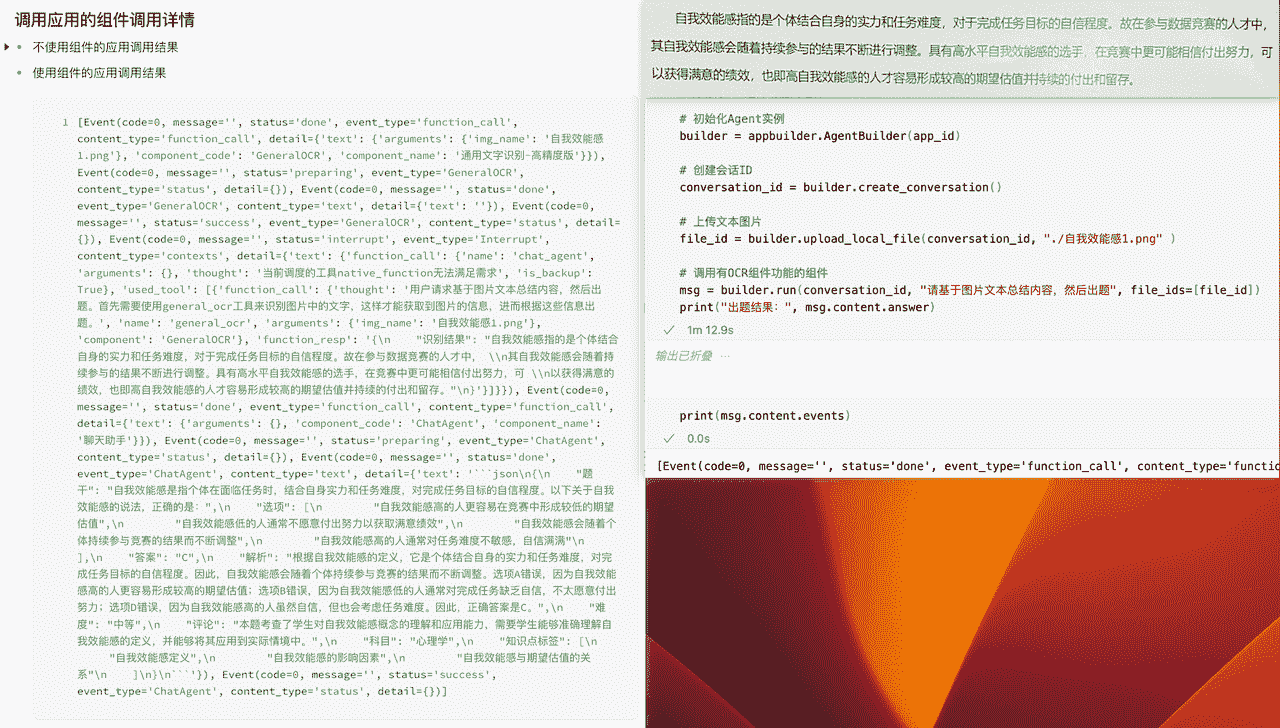 调用应用的组件调用详情
不使用组件的应用调用结果
使用组件的应用调用结果
1 [Event(code=0, message='', status='done', event_type='function_call',
content_type='function_call', detail={'text': {'arguments': {'img_name': '自我效能感
1.png'}, 'component_code': 'GeneralOCR', 'component_name': '通用文字识别-高精度版'}}),
Event(code=0, message='', status='preparing', event_type='GeneralOCR',
content_type='status', detail={}), Event(code=0, message='', status='done',
event_type='GeneralOCR', content_type='text', detail={'text': ''}), Event(code=0,
message='', status='success', event_type='GeneralOCR', content_type='status', detail=
{}), Event(code=0, message='', status='interrupt', event_type='Interrupt',
content_type='contexts', detail={'text': {'function_call': {'name': 'chat_agent',
'arguments': {}, 'thought': '当前调度的工具native_function无法满足需求', 'is_backup':
True}, 'used_tool': [{'function_call': {'thought': '用户请求基于图片文本总结内容，然后出
题。首先需要使用general_ocr工具来识别图片中的文字，这样才能获取到图片的信息，进而根据这些信息出
题。', 'name': 'general_ocr', 'arguments': {'img_name': '自我效能感1.png'},
'component': 'GeneralOCR'}, 'function_resp': '{\n    "识别结果": "自我效能感指的是个体结合
自身的实力和任务难度，对于完成任务目标的自信程度。故在参与数据竞赛的人才中， \\n其自我效能感会随着持
续参与的结果不断进行调整。具有高水平自我效能感的选手，在竞赛中更可能相信付出努力，可 \\n以获得满意的
绩效，也即高自我效能感的人才容易形成较高的期望估值并持续的付出和留存。"\n}'}]}}), Event(code=0,
message='', status='done', event_type='function_call', content_type='function_call',
detail={'text': {'arguments': {}, 'component_code': 'ChatAgent', 'component_name':
'聊天助手'}}), Event(code=0, message='', status='preparing', event_type='ChatAgent',
content_type='status', detail={}), Event(code=0, message='', status='done',
event_type='ChatAgent', content_type='text', detail={'text': '```json\n{\n    "题
干": "自我效能感是指个体在面临任务时，结合自身实力和任务难度，对完成任务目标的自信程度。以下关于自我
效能感的说法，正确的是：",\n    "选项": [\n        "自我效能感高的人更容易在竞赛中形成较低的期望
估值",\n        "自我效能感低的人通常不愿意付出努力以获得满意绩效",\n        "自我效能感会随着个
体持续参与竞赛的结果而不断调整",\n        "自我效能感高的人通常对任务难度不敏感，自信满满"\n
],\n    "答案": "C",\n    "解析": "根据自我效能感的定义，它是个体结合自身的实力和任务难度，对完
成任务目标的自信程度。因此，自我效能感会随着个体持续参与竞赛的结果而不断调整。选项A错误，因为自我效能
感高的人更容易形成较高的期望估值；选项B错误，因为自我效能感低的人通常对完成任务缺乏自信，不太愿意付出
努力；选项D错误，因为自我效能感高的人虽然自信，但也会考虑任务难度。因此，正确答案是C。",\n    "难
度": "中等",\n    "评论": "本题考查了学生对自我效能感概念的理解和应用能力，需要学生能够准确理解自
我效能感的定义，并能够将其应用到实际情境中。",\n    "科目": "心理学",\n    "知识点标签": [\n
"自我效能感定义",\n        "自我效能感的影响因素",\n        "自我效能感与期望估值的关
系"\n    ]\n}\n```'}), Event(code=0, message='', status='success',
event_type='ChatAgent', content_type='status', detail={})]
自我效能感指的是个体结合自身的实力和任务难度，对于完成任务目标的自信程度。故在参与数据竞赛的人才中，
其自我效能感会随着持续参与的结果不断进行调整。具有高水平自我效能感的选手，在竞赛中更可能相信付出努力，可
以获得满意的绩效，也即高自我效能感的人才容易形成较高的期望估值并持续的付出和留存。
# 初始化Agent实例
builder = appbuilder.AgentBuilder(app_id)
# 创建会话ID
conversation_id = builder.create_conversation()
# 上传文本图片
file_id = builder.upload_local_file(conversation_id, "./自我效能感1.png" )
# 调用有OCR组件功能的组件
msg = builder.run(conversation_id, "请基于图片文本总结内容，然后出题", file_ids=[file_id])
print("出题结果：", msg.content.answer)
✓ 1m 12.9s
输出已折叠 ···
print(msg.content.events)
✓ 0.0s
[Event(code=0, message='', status='done', event_type='function_call', content_type='functio